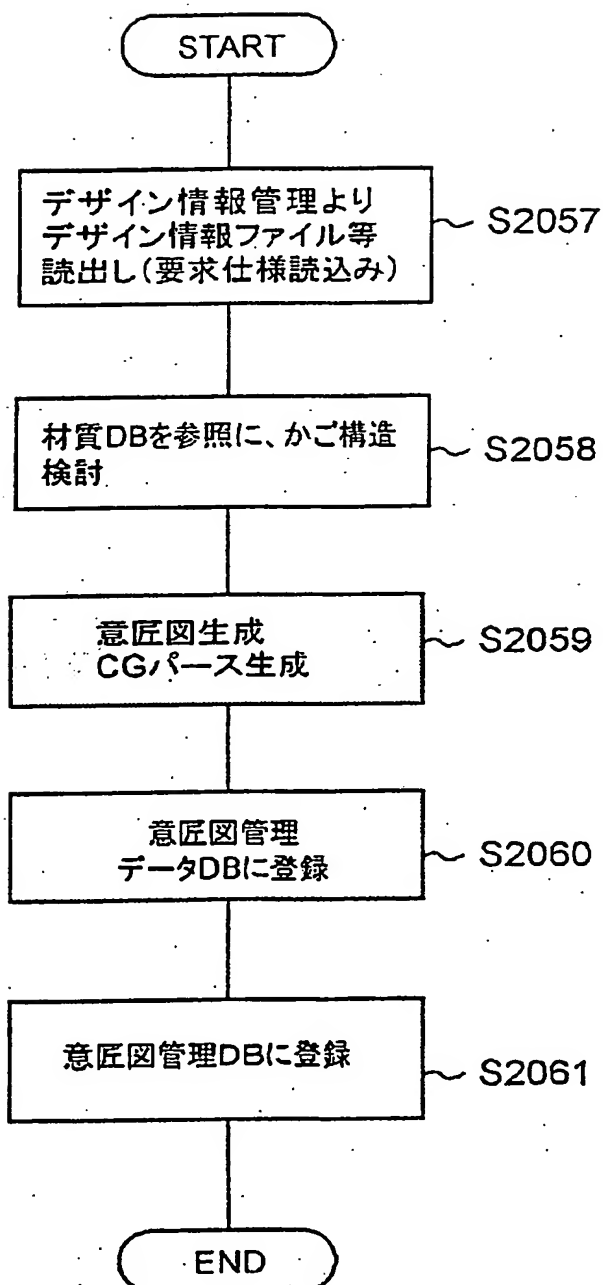 START
デザイン情報管理より
デザイン情報ファイル等
読出し(要求仕様読込み)
S2057
材質DBを参照に、かご構造
検討
S2058
意匠図生成
CGパース生成
S2059
意匠図管理
データDBに登録
S2060
意匠図管理DBに登録
S2061
END